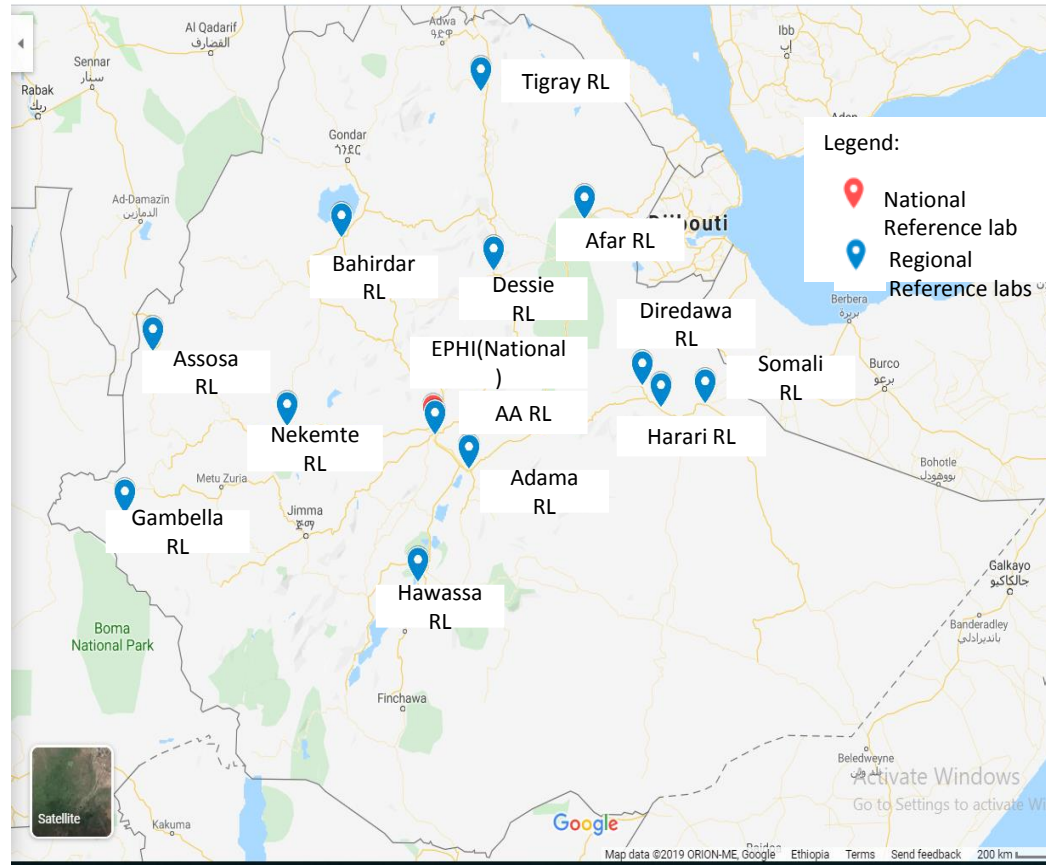 Adwa
ዓድዋ
Al Qadarif
القضارف
Ibb
إب
Sennar
سنار
Rabak
ربك
Tigray RL
Aden
Legend:
Gondar
ጎንደር
National
Reference lab
Regional
Reference labs
Ad-Damazin
الدمازين
Afar RL
Djibouti
Bahirdar
RL
Dessie
RL
Diredawa
RL
Berbera
بربرة
EPHI(National
)
Assosa
RL
Somali
RL
Burco
برعو
AA RL
Harari RL
Nekemte
RL
Adama
RL
Bohotle
بووهودل
Metu Zuria
Gambella
RL
Jimma
ጅማ
Hawassa
RL
Galkayo
جالكاكيو
Boma
National Park
Banderadley
بانديرادلي
Finchawa
Beledweyne
بلد وين
Activate Windows
Go to Settings to activate Wi
Satellite
Kakuma
Google
Map data ©2019 ORION-ME, Google Ethiopia Terms Send feedback 200 km